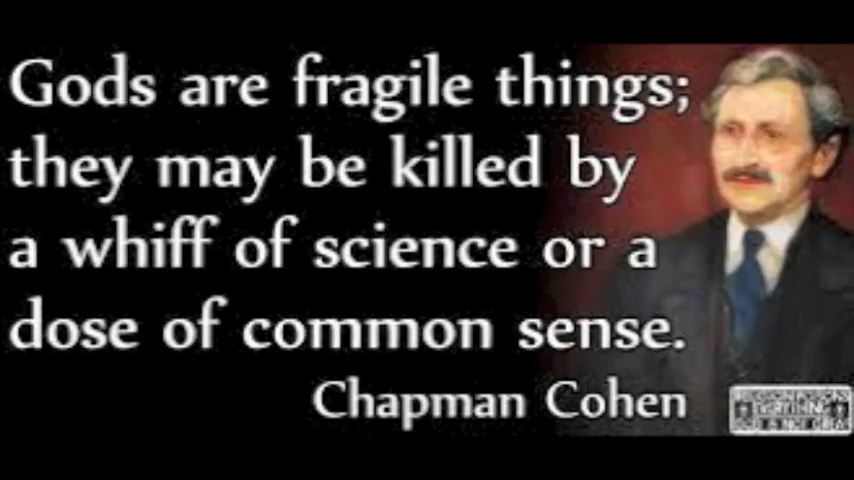 Gods are fragile things;
they may be killed by
a whiff of science or a
dose of common sense.
Chapman Cohen
EVERYTHING